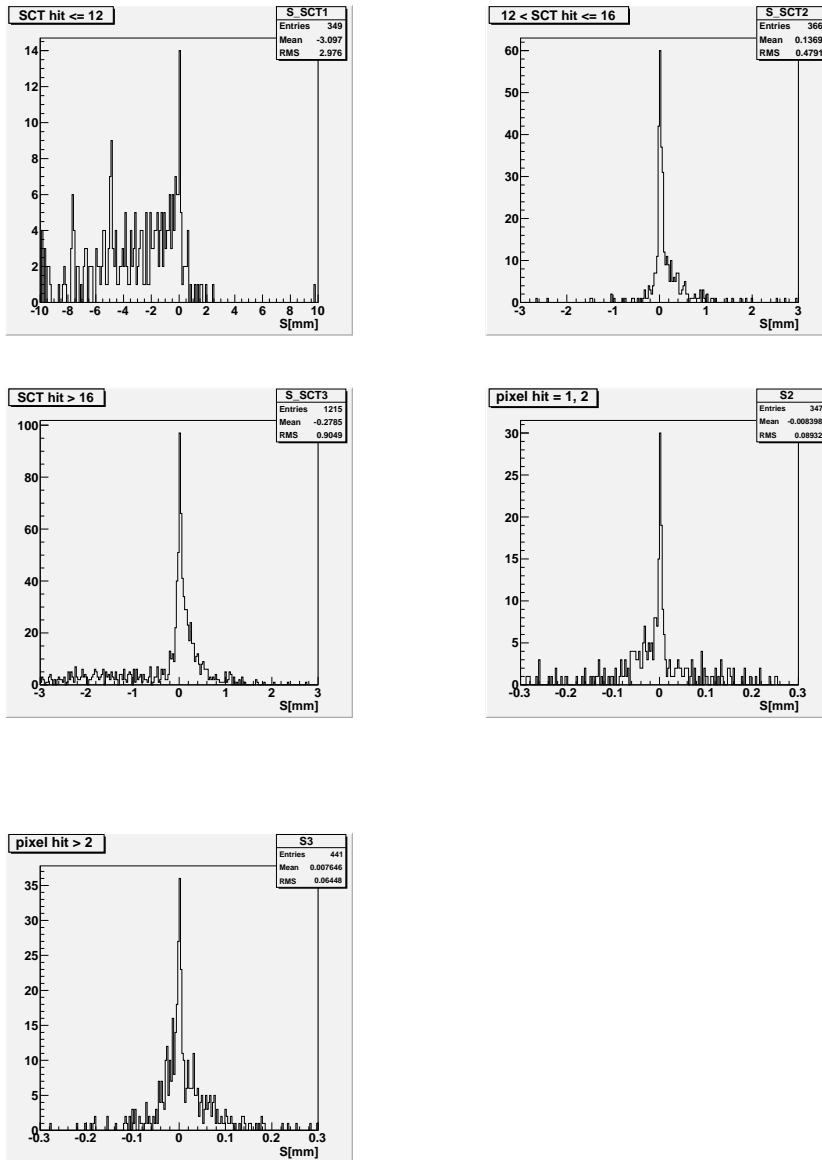 SCT hit <= 12
S_SCT1
Entries 349
Mean -3.097
RMS 2.976
14
12
10
8
6
4
2
0
-10 -8 -6 -4 -2 0 2 4 6 8 10
S[mm]
12 < SCT hit <= 16
S_SCT2
Entries 366
Mean 0.1369
RMS 0.4791
60
50
40
30
20
10
0
-3 -2 -1 0 1 2 3
S[mm]
SCT hit > 16
S_SCT3
Entries 1215
Mean -0.2785
RMS 0.9049
100
80
60
40
20
0
-3 -2 -1 0 1 2 3
S[mm]
pixel hit = 1, 2
S2
Entries 347
Mean -0.008398
RMS 0.08932
30
25
20
15
10
5
0
-0.3 -0.2 -0.1 0 0.1 0.2 0.3
S[mm]
pixel hit > 2
S3
Entries 441
Mean 0.007646
RMS 0.06448
35
30
25
20
15
10
5
0
-0.3 -0.2 -0.1 0 0.1 0.2 0.3
S[mm]